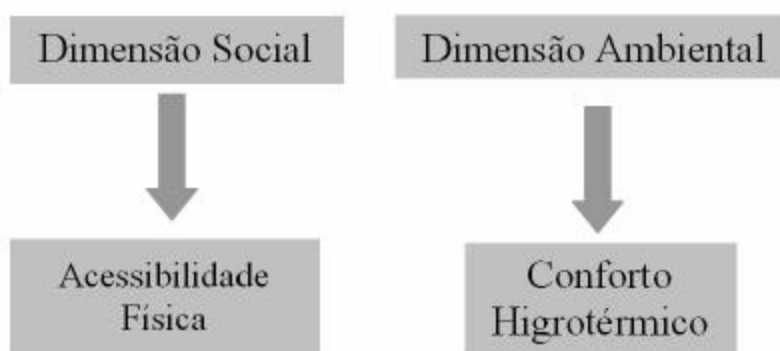 Dimensão Social
Dimensão Ambiental
Acessibilidade
Física
Conforto
Higrotérmico